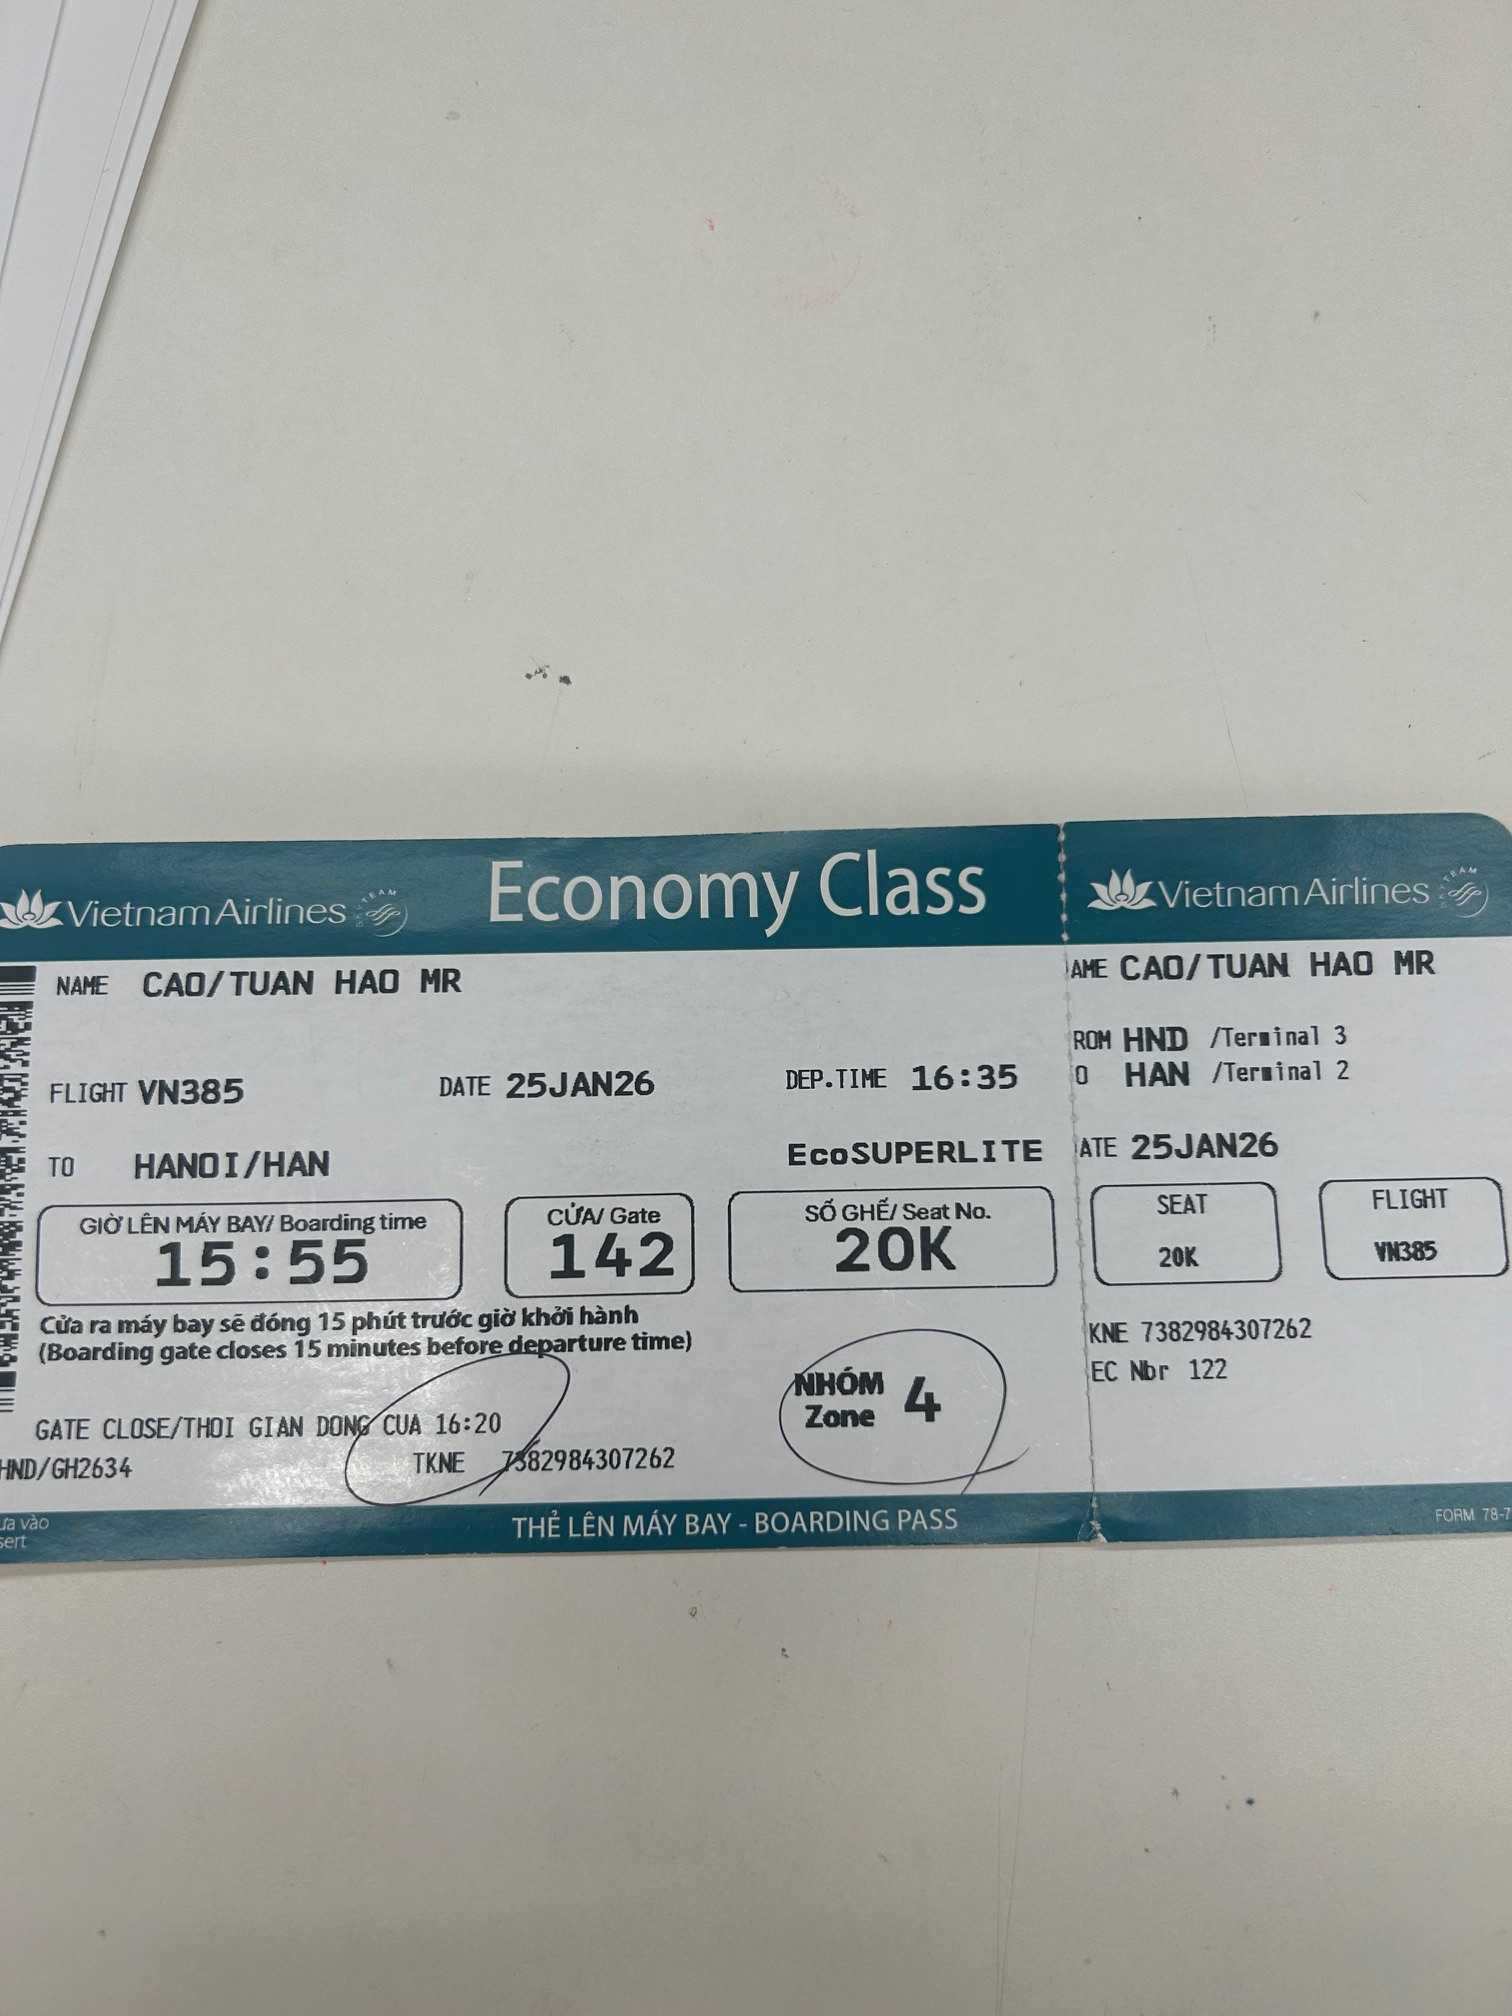 Vietnam Airlines SKYTEAM Economy Class
NAME CAO/TUAN HAO MR
FLIGHT VN385 DATE 25JAN26 DEP.TIME 16:35
TO HANOI/HAN EcoSUPERLITE
GIỜ LÊN MÁY BAY/ Boarding time CỬA/ Gate SỐ GHẾ/ Seat No.
15:55 142 20K
Cửa ra máy bay sẽ đóng 15 phút trước giờ khởi hành
(Boarding gate closes 15 minutes before departure time)
NHÓM
Zone 4
GATE CLOSE/THOI GIAN DONG CUA 16:20
HND/GH2634 TKNE 7382984307262
ưa vào
sert
THẺ LÊN MÁY BAY - BOARDING PASS
Vietnam Airlines SKYTEAM
AME CAO/TUAN HAO MR
ROM HND /Terminal 3
O HAN /Terminal 2
ATE 25JAN26
SEAT FLIGHT
20K VN385
KNE 7382984307262
EC Nbr 122
FORM 78-7